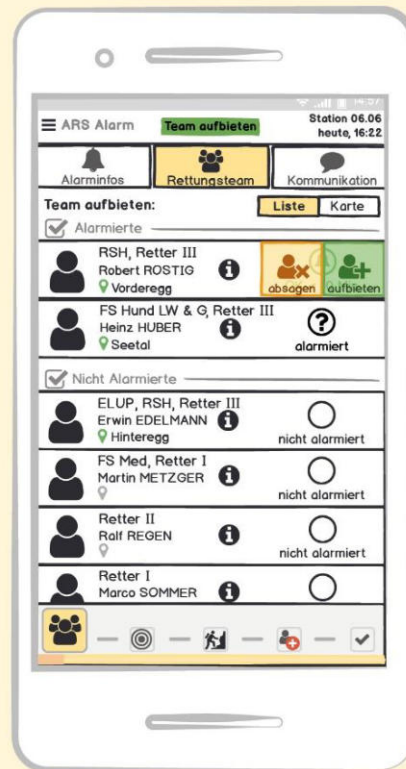 14:57
ARS Alarm
Team aufbieten
Station 06.06
heute, 16:22
Alarminfos
Rettungsteam
Kommunikation
Team aufbieten:
Liste
Karte
Alarmierte
RSH, Retter III
Robert ROSTIG
Vorderegg
absagen
aufbieten
FS Hund LW & G, Retter III
Heinz HUBER
Seetal
alarmiert
Nicht Alarmierte
ELUP, RSH, Retter III
Erwin EDELMANN
Hinteregg
nicht alarmiert
FS Med, Retter I
Martin METZGER
nicht alarmiert
Retter II
Ralf REGEN
nicht alarmiert
Retter I
Marco SOMMER